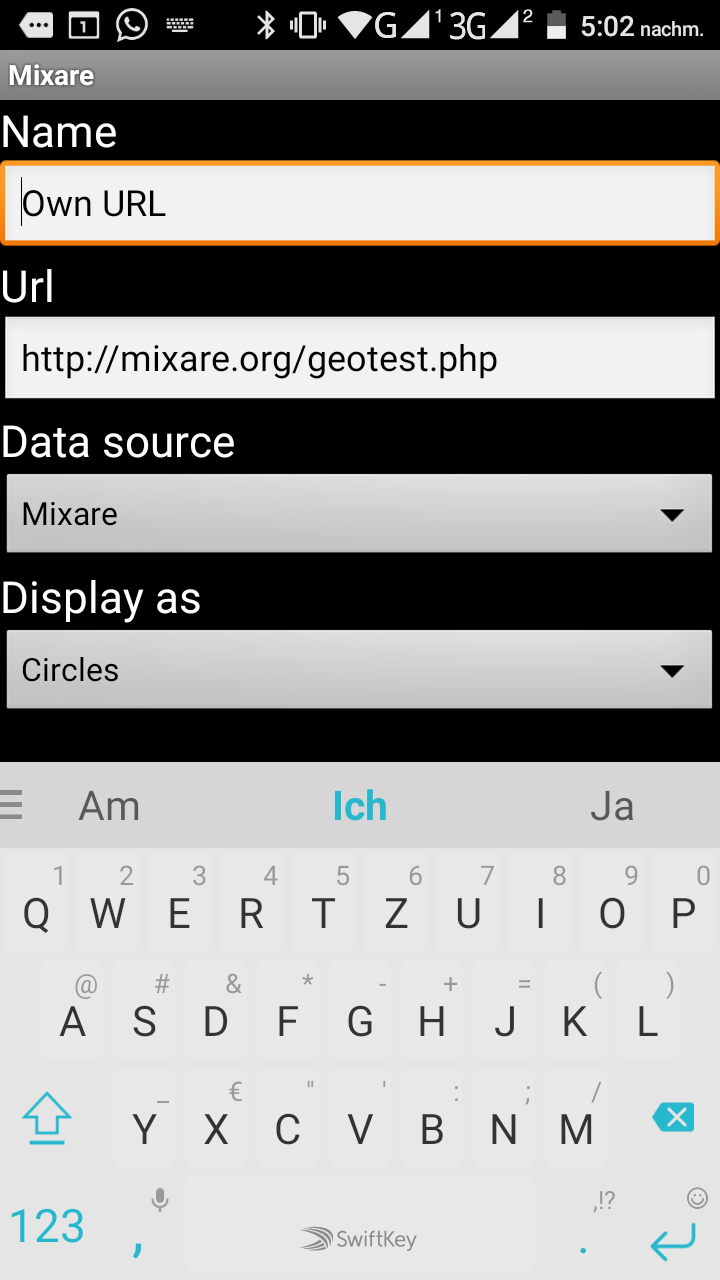 1 G 1 3G 2 5:02 nachm.
Mixare
Name
Own URL
Url
http://mixare.org/geotest.php
Data source
Mixare
Display as
Circles
Am Ich Ja
1 2 3 4 5 6 7 8 9 0
Q W E R T Z U I O P
@ # & * - + = ( )
A S D F G H J K L
_ € " ' : ; /
Y X C V B N M
,!?
123 , SwiftKey .